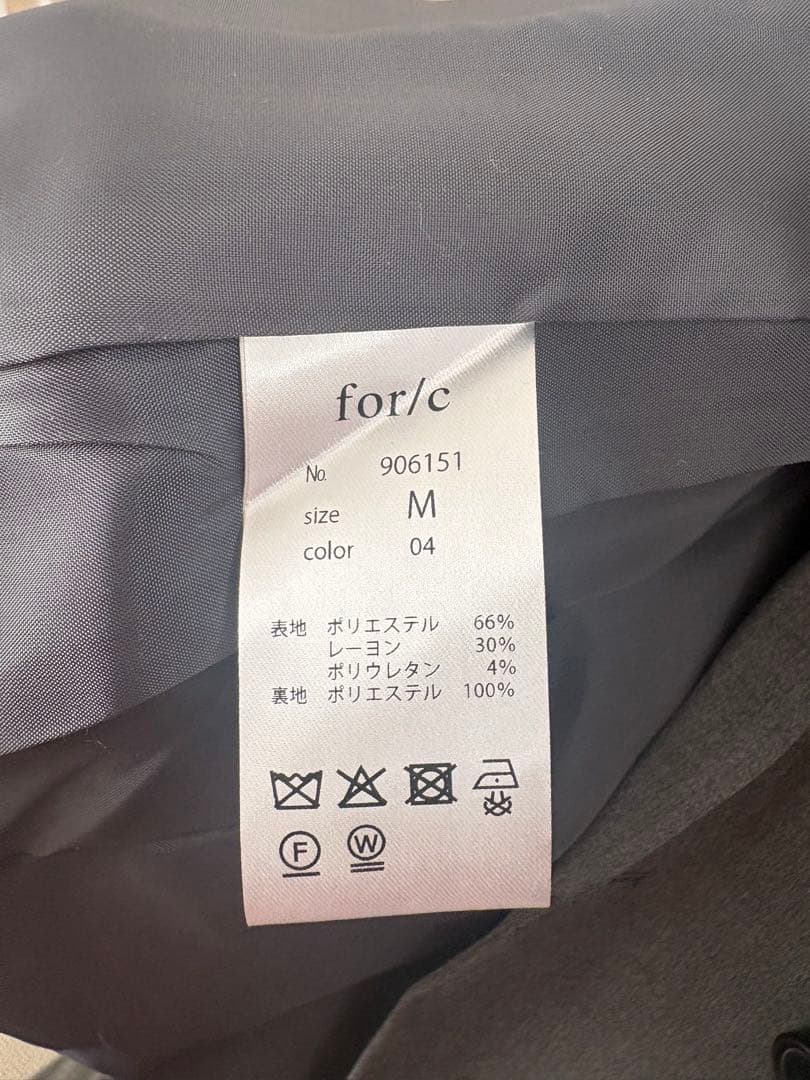 for/c
No. 906151
size M
color 04
表地 ポリエステル 66%
レーヨン 30%
ポリウレタン 4%
裏地 ポリエステル 100%
F W